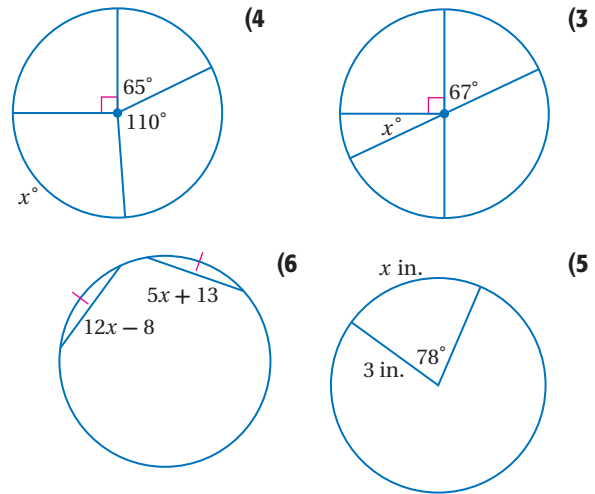 (4
65°
110°
x°
(3
67°
x°
(6
5x + 13
12x – 8
(5
x in.
78°
3 in.